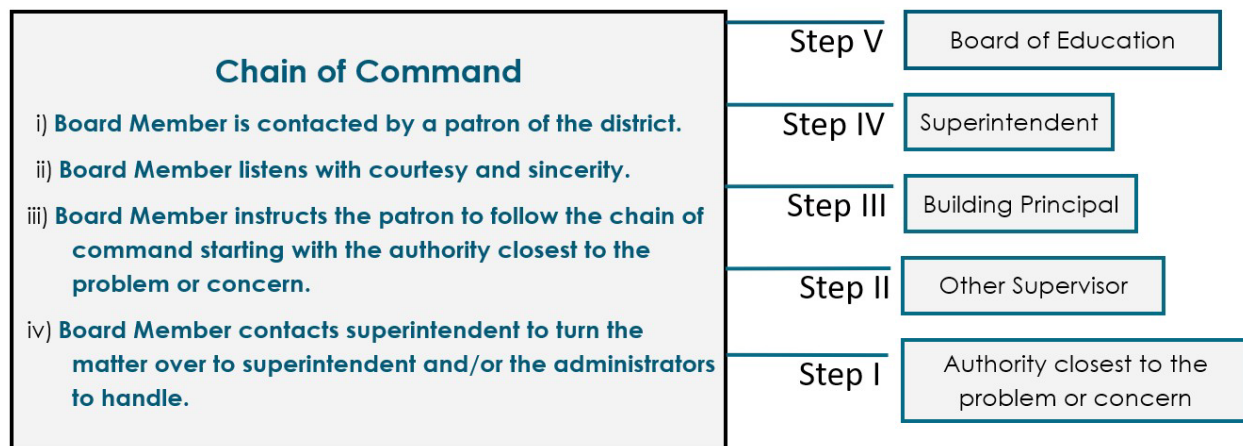 Chain of Command
i) Board Member is contacted by a patron of the district.
ii) Board Member listens with courtesy and sincerity.
iii) Board Member instructs the patron to follow the chain of
command starting with the authority closest to the
problem or concern.
iv) Board Member contacts superintendent to turn the
matter over to superintendent and/or the administrators
to handle.
Step V
Board of Education
Step IV
Superintendent
Step III
Building Principal
Step II
Other Supervisor
Step I
Authority closest to the
problem or concern